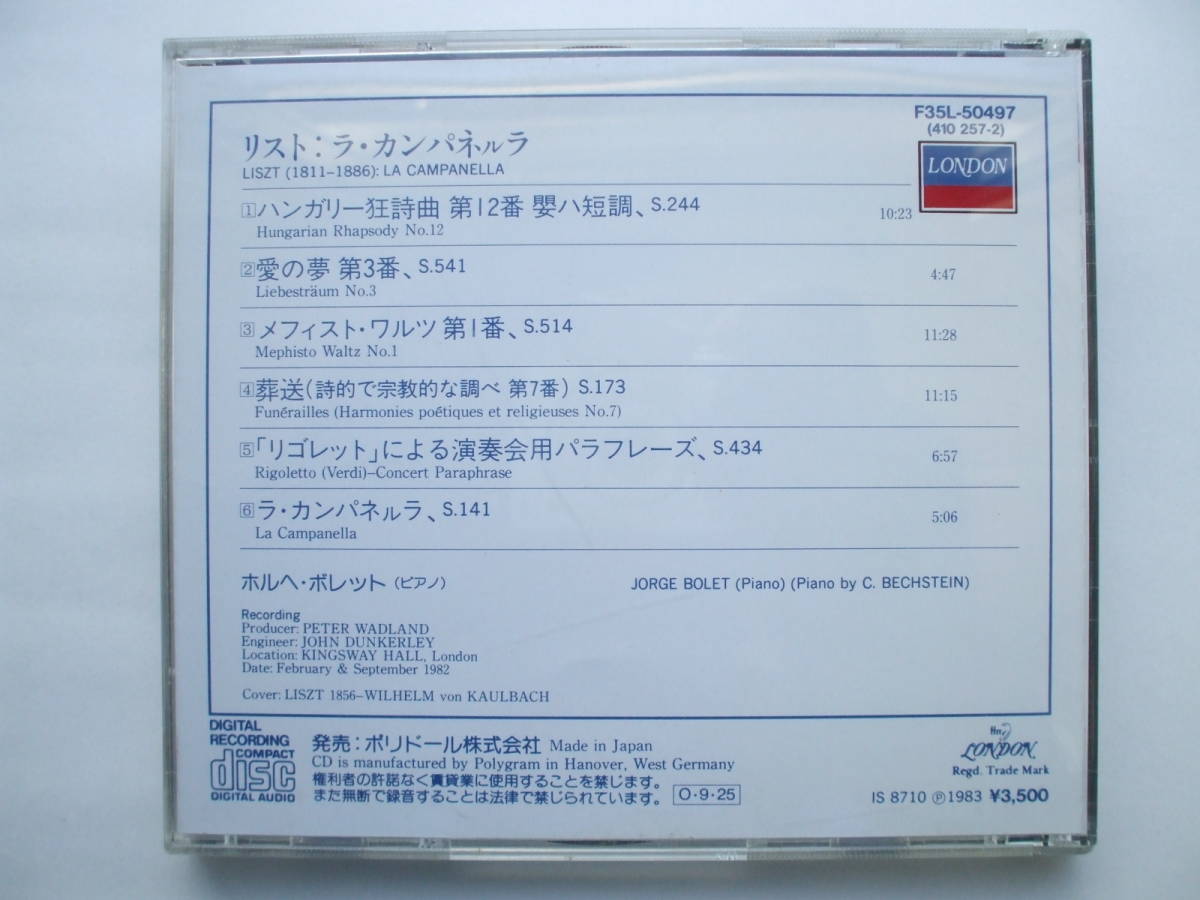 F35L-50497
(410 257-2)
LONDON
リスト:ラ・カンパネルラ
LISZT (1811-1886): LA CAMPANELLA
1 ハンガリー狂詩曲 第12番 嬰ハ短調、S.244 10:23
Hungarian Rhapsody No.12
2 愛の夢 第3番、S.541 4:47
Liebesträum No.3
3 メフィスト・ワルツ 第1番、S.514 11:28
Mephisto Waltz No.1
4 葬送(詩的で宗教的な調べ 第7番) S.173 11:15
Funérailles (Harmonies poétiques et religieuses No.7)
5 「リゴレット」による演奏会用パラフレーズ、S.434 6:57
Rigoletto (Verdi)–Concert Paraphrase
6 ラ・カンパネルラ、S.141 5:06
La Campanella
ホルヘ・ボレット(ピアノ) JORGE BOLET (Piano) (Piano by C. BECHSTEIN)
Recording
Producer: PETER WADLAND
Engineer: JOHN DUNKERLEY
Location: KINGSWAY HALL, London
Date: February & September 1982
Cover: LISZT 1856–WILHELM von KAULBACH
DIGITAL
RECORDING
COMPACT
disc
DIGITAL AUDIO
発売:ポリドール株式会社 Made in Japan
CD is manufactured by Polygram in Hanover, West Germany
権利者の許諾なく賃貸業に使用することを禁じます。
また無断で録音することは法律で禁じられています。 O・9・25
ffrr
LONDON
Regd. Trade Mark
IS 8710 Ⓟ1983 ¥3,500